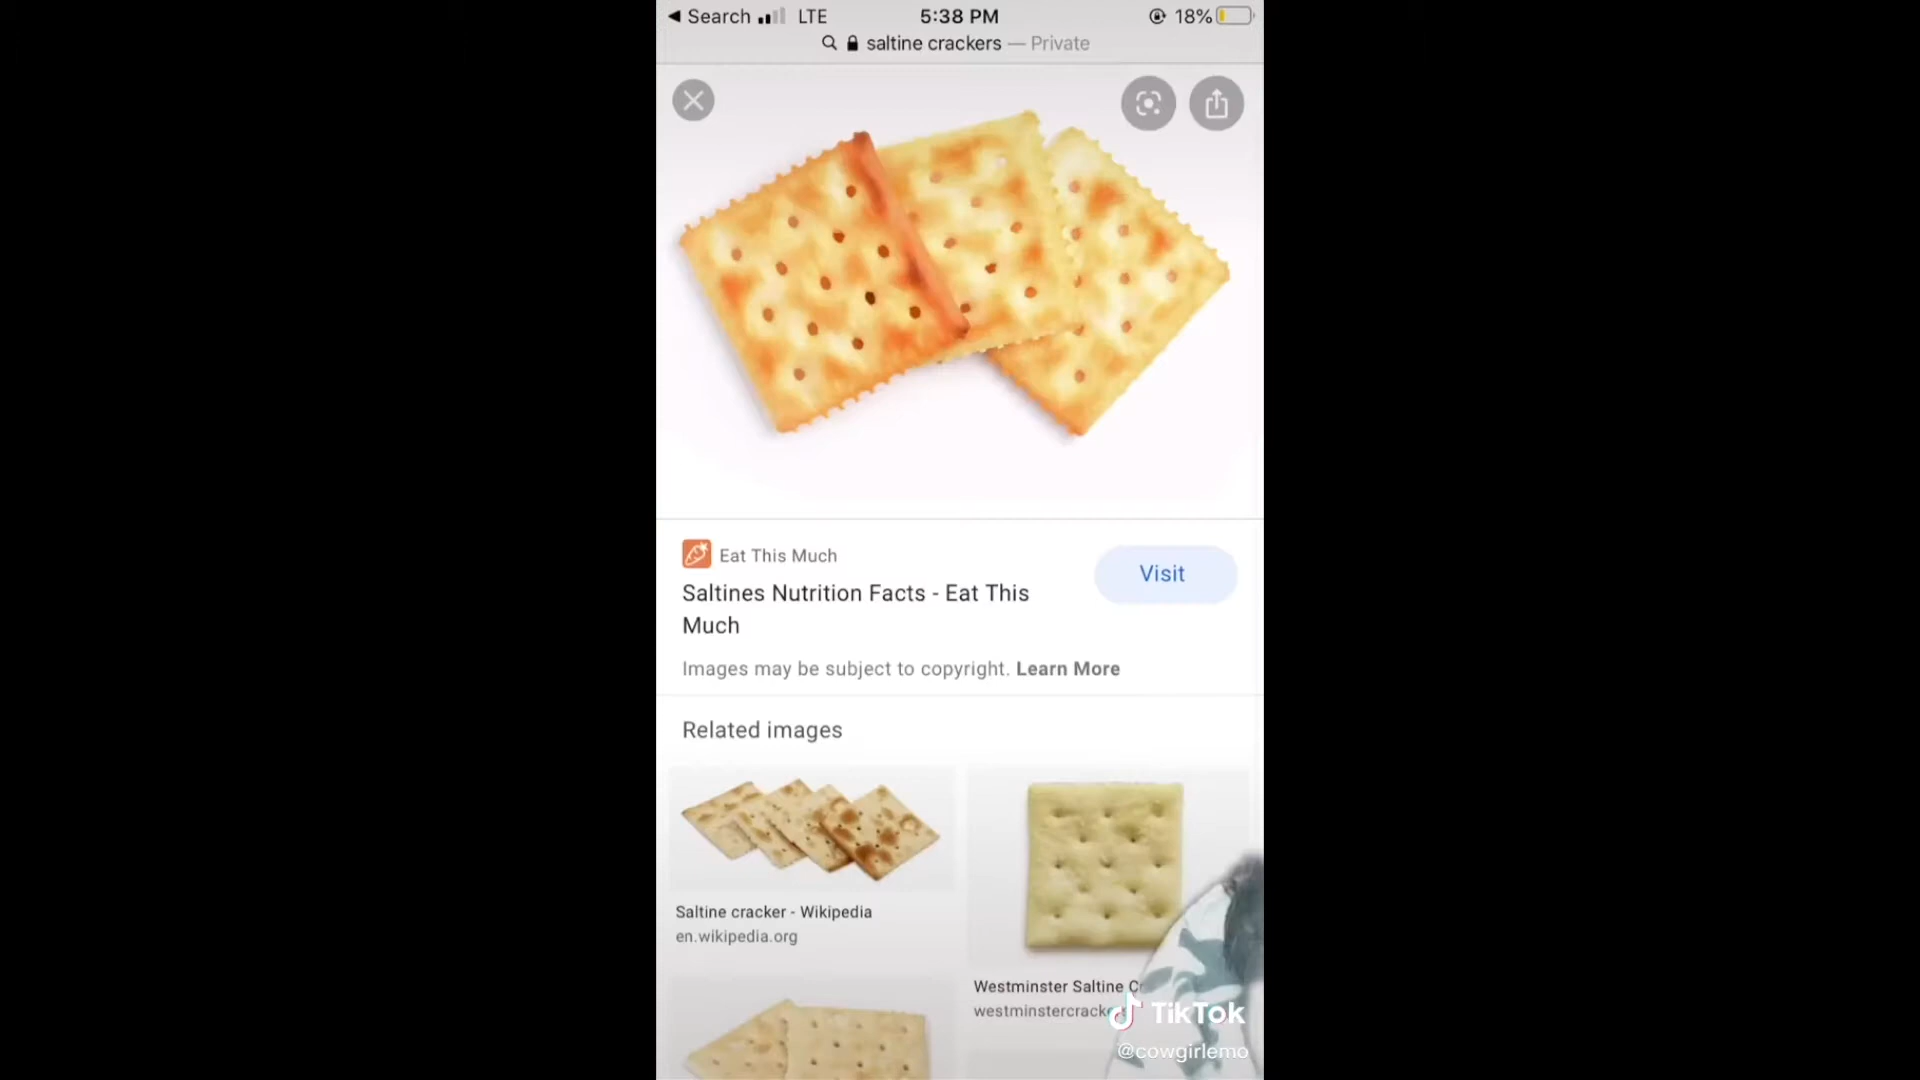 Search LTE 5:38 PM 18%
saltine crackers — Private
Eat This Much
Visit
Saltines Nutrition Facts - Eat This
Much
Images may be subject to copyright. Learn More
Related images
Saltine cracker - Wikipedia
en.wikipedia.org
Westminster Saltine C
westminstercracke
TikTok
@cowgirlemo